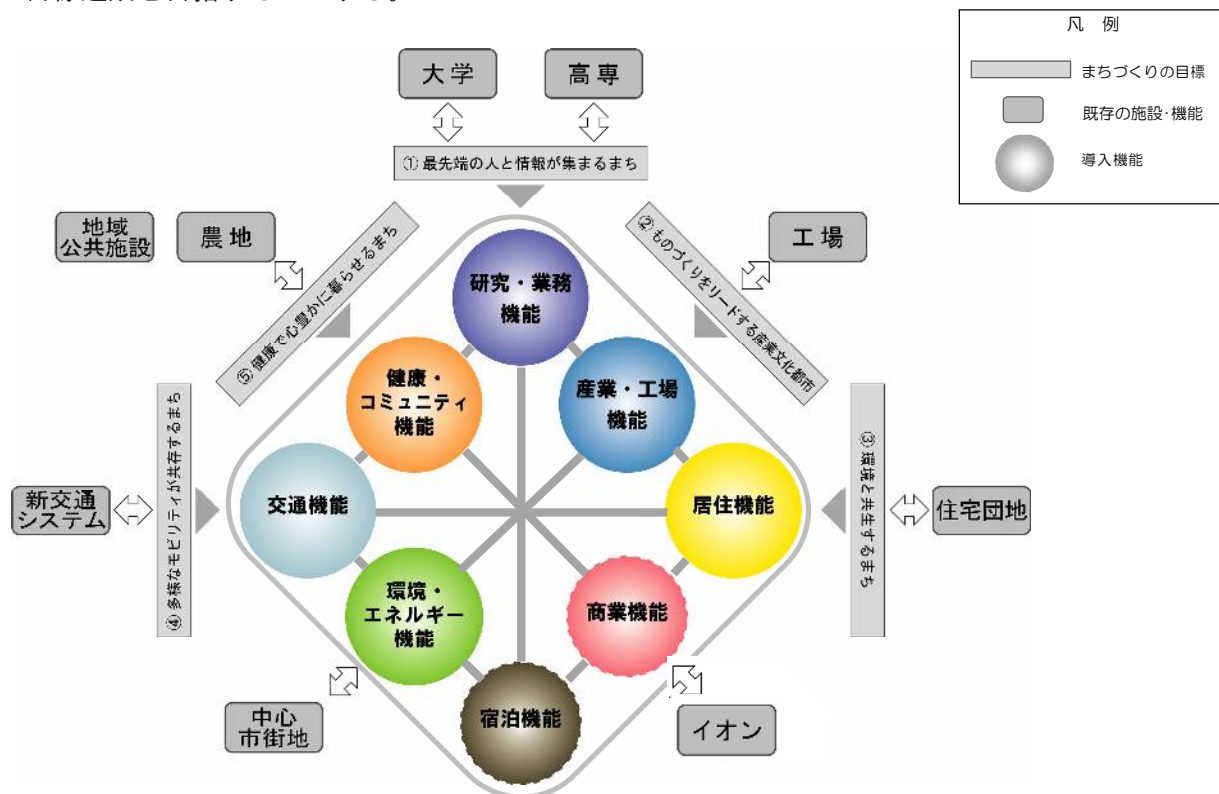 凡 例
まちづくりの目標
既存の施設・機能
導入機能
大学
高専
①最先端の人と情報が集まるまち
地域
公共施設
農地
工場
⑤健康で心豊かに暮らせるまち
②ものづくりをリードする産業文化都市
研究・業務
機能
健康・
コミュニティ
機能
産業・工場
機能
④多様なモビリティが共存するまち
③環境と共生するまち
新交通
システム
交通機能
居住機能
住宅団地
環境・
エネルギー
機能
商業機能
宿泊機能
中心
市街地
イオン